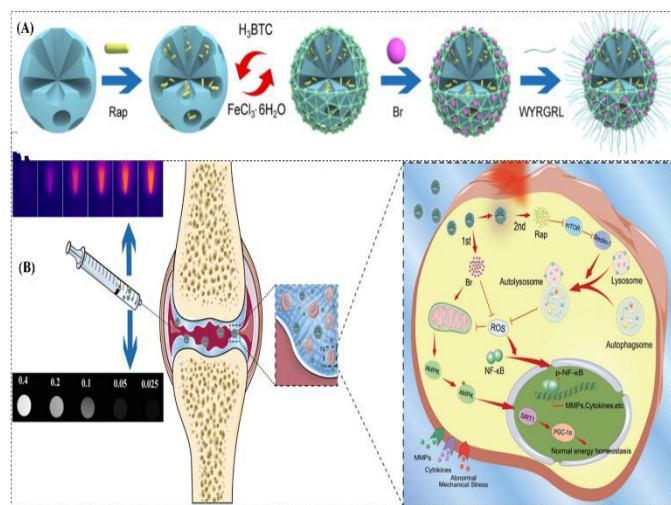 (A)
H₃BTC
Rap
FeCl₃·6H₂O
Br
WYRGRL
(B)
0.4 0.2 0.1 0.05 0.025
1st
2nd
Rap
mTOR
Beclin-1
Br
Autolysosome
Lysosome
ROS
Autophagsome
NF-κB
p-NF-κB
AMPK
AMPK
MMPs,Cytokines,etc
SIRT1
PGC-1α
Normal energy homeostasis
MMPs
Cytokines
Abnormal
Mechanical Stress